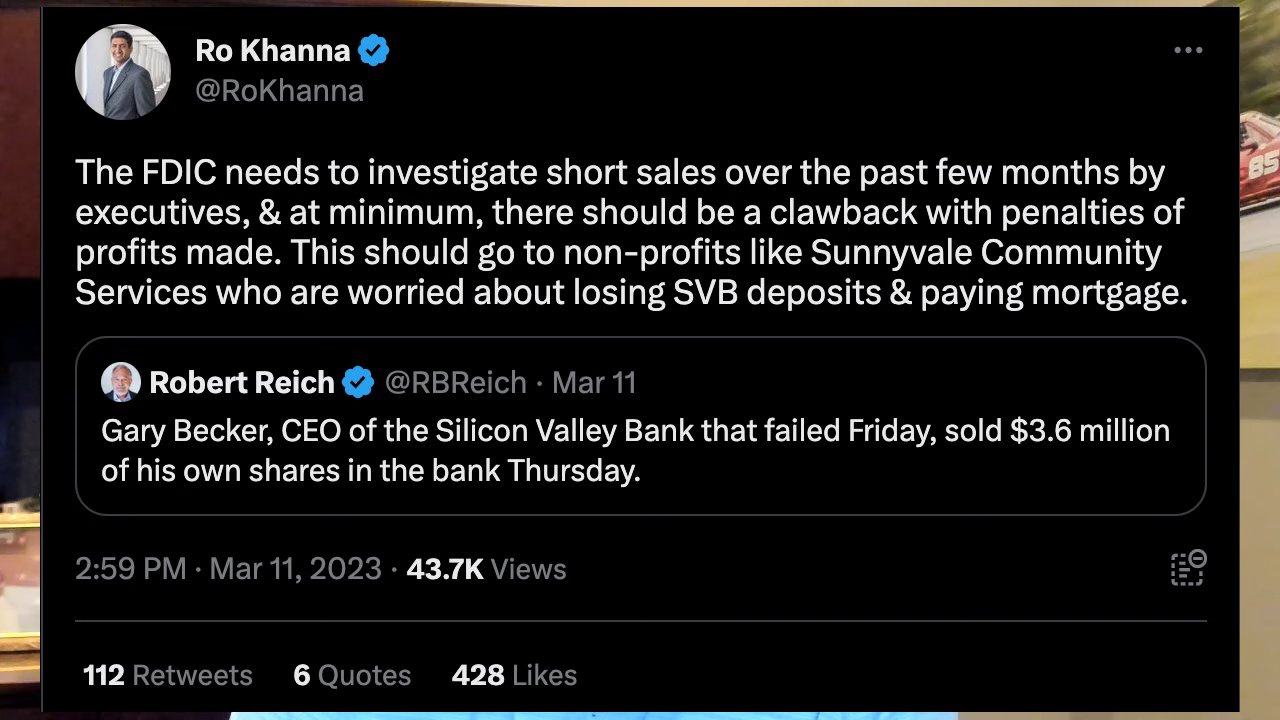 Ro Khanna
@RoKhanna
The FDIC needs to investigate short sales over the past few months by
executives, & at minimum, there should be a clawback with penalties of
profits made. This should go to non-profits like Sunnyvale Community
Services who are worried about losing SVB deposits & paying mortgage.
Robert Reich @RBReich · Mar 11
Gary Becker, CEO of the Silicon Valley Bank that failed Friday, sold $3.6 million
of his own shares in the bank Thursday.
2:59 PM · Mar 11, 2023 · 43.7K Views
112 Retweets 6 Quotes 428 Likes
85